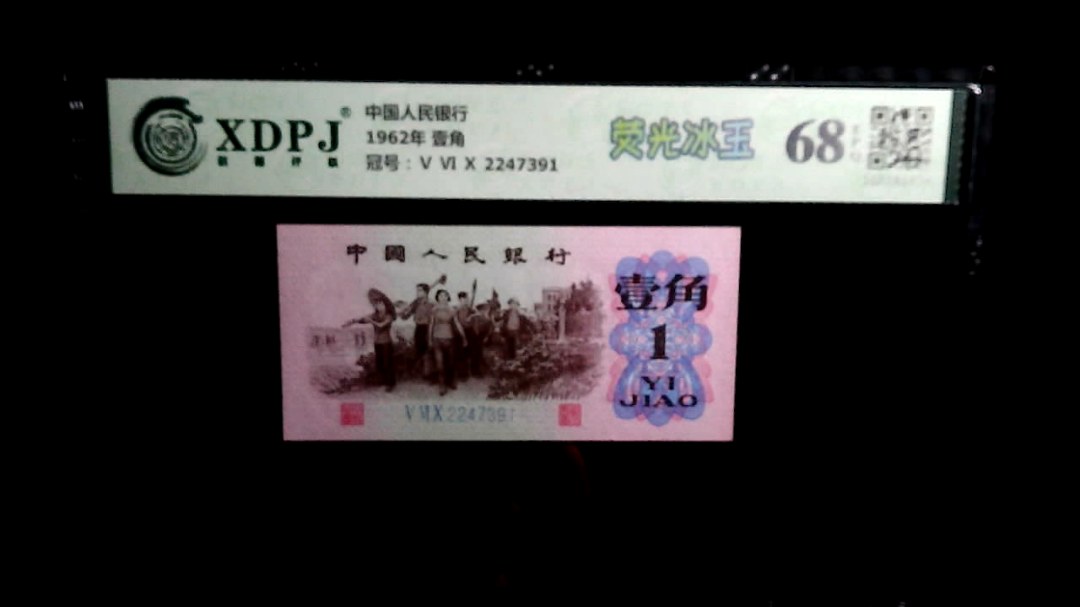 XDPJ®
中国人民银行
1962年 壹角
冠号：V VI X 2247391
荧光冰王
68
中國人民銀行
壹角
1
YI
JIAO
V VI X 2247391